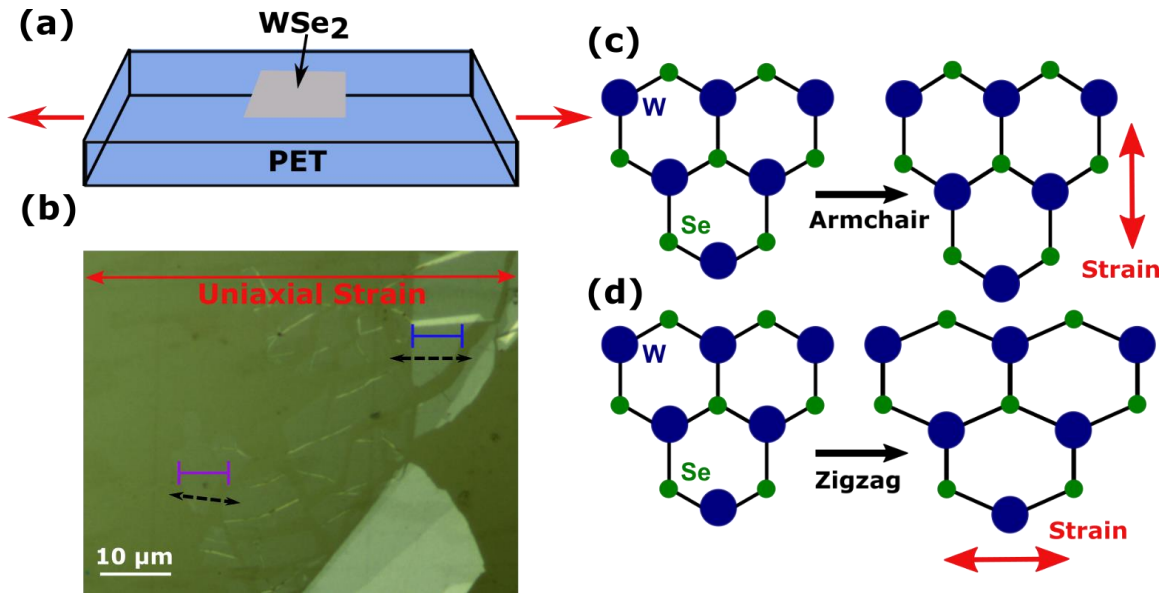 (a)
WSe₂
PET
(b)
Uniaxial Strain
10 μm
(c)
W
Se
Armchair
Strain
(d)
W
Se
Zigzag
Strain